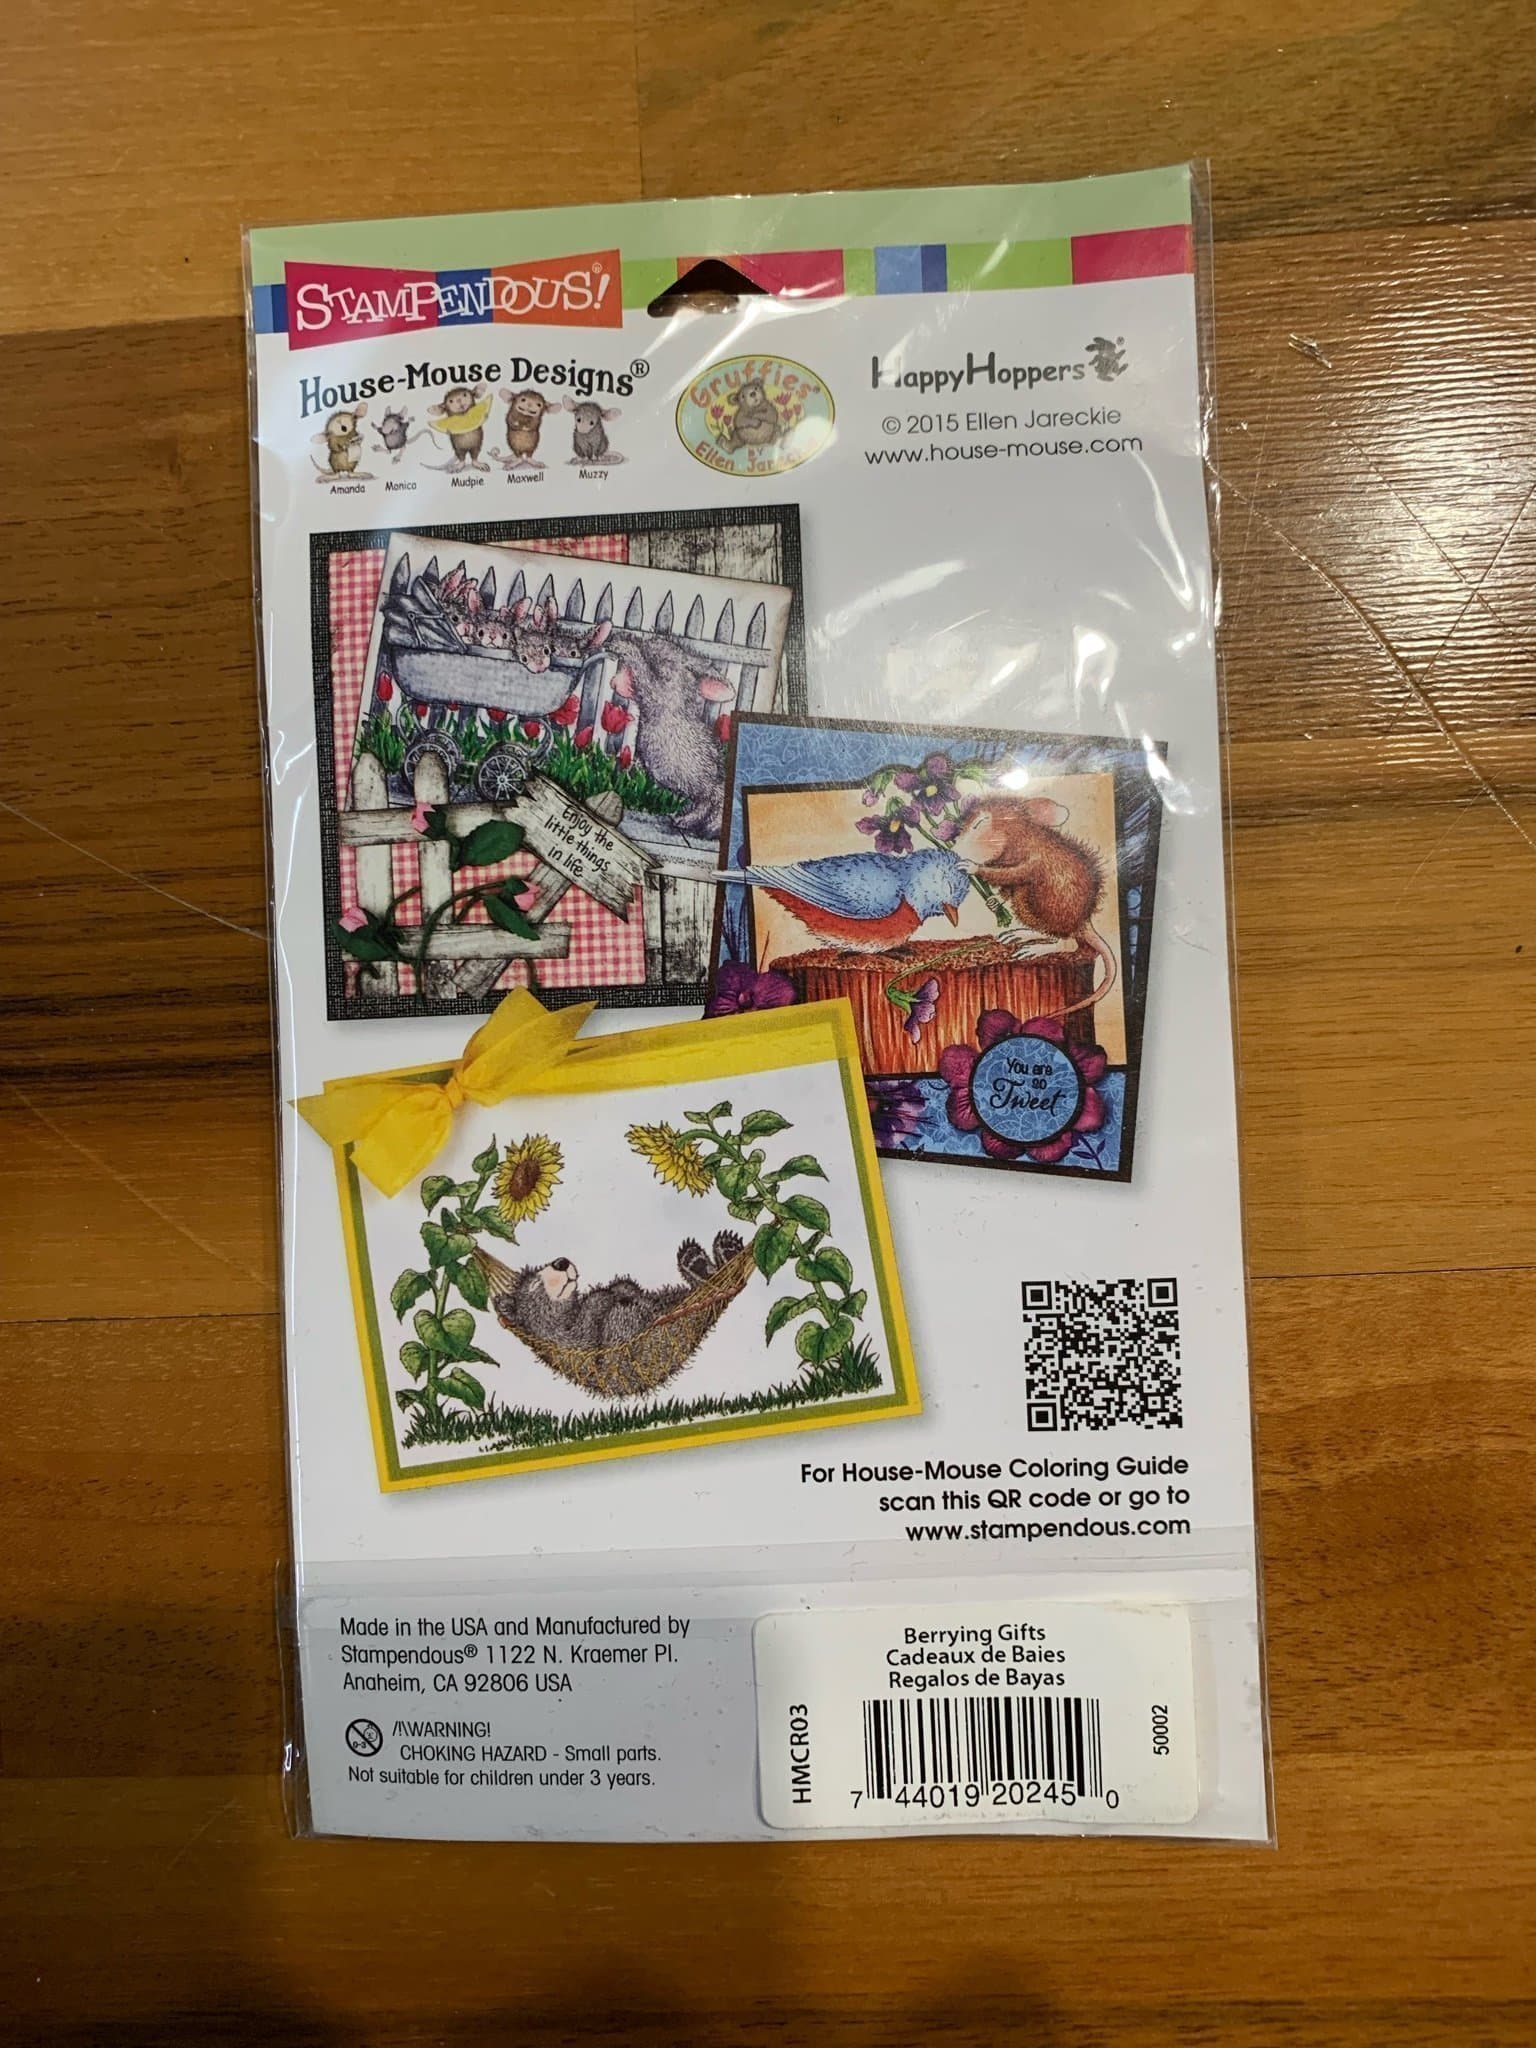 STAMPENDOUS!®
House-Mouse Designs®
Amanda Monica Mudpie Maxwell Muzzy
Gruffies®
BY
Ellen Jareckie
HappyHoppers®
© 2015 Ellen Jareckie
www.house-mouse.com
Enjoy the
little things
in life
You are
so
Tweet
For House-Mouse Coloring Guide
scan this QR code or go to
www.stampendous.com
Made in the USA and Manufactured by
Stampendous® 1122 N. Kraemer Pl.
Anaheim, CA 92806 USA
0-3
/!\WARNING!
CHOKING HAZARD - Small parts.
Not suitable for children under 3 years.
Berrying Gifts
Cadeaux de Baies
Regalos de Bayas
HMCR03
50002
7 44019 20245 0